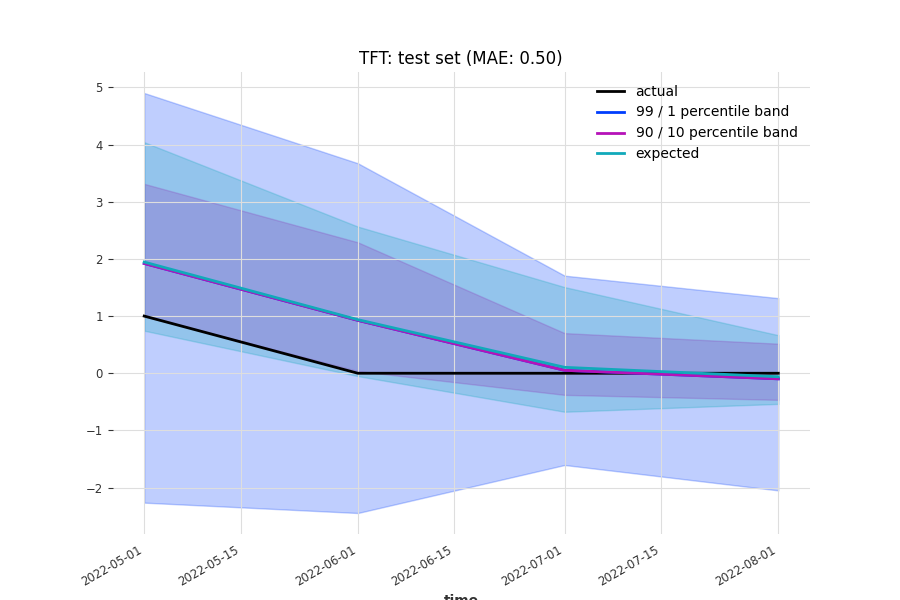 TFT: test set (MAE: 0.50)
actual
99 / 1 percentile band
90 / 10 percentile band
expected
5
4
3
2
1
0
−1
−2
2022-05-01
2022-05-15
2022-06-01
2022-06-15
2022-07-01
2022-07-15
2022-08-01
time